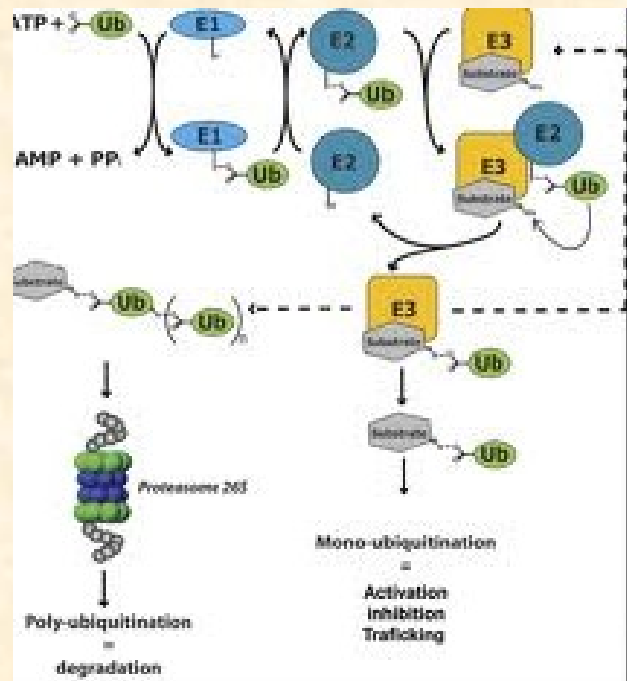 ATP + Ub
E1
E2
E3
Substrate
Ub
AMP + PPi
E1
Ub
E2
E3
E2
Ub
Substrate
Substrate
Ub
Ub
n
E3
Substrate
Ub
Substrate
Ub
Proteasome 26S
Mono-ubiquitination
=
Activation
Inhibition
Traficking
Poly-ubiquitination
=
degradation